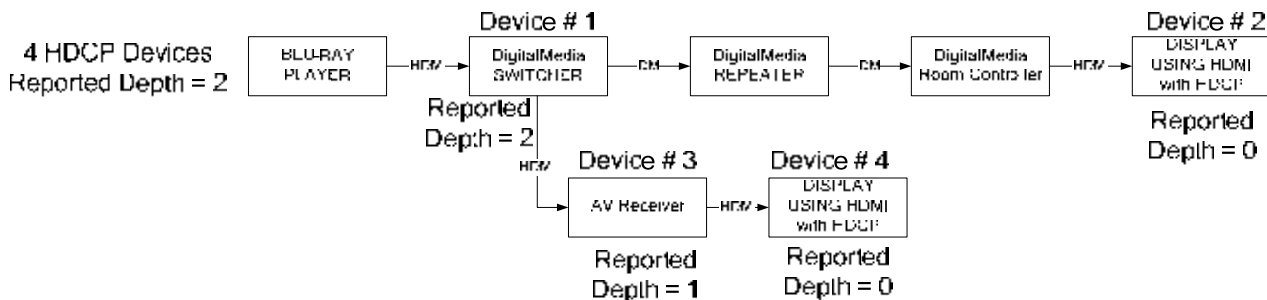 4 HDCP Devices
Reported Depth = 2
BLU-RAY
PLAYER
HDMI
Device # 1
DigitalMedia
SWITCHER
Reported
Depth = 2
DM
DigitalMedia
REPEATER
DM
DigitalMedia
Room Controller
HDMI
Device # 2
DISPLAY
USING HDMI
with HDCP
Reported
Depth = 0
HDMI
Device # 3
AV Receiver
Reported
Depth = 1
HDMI
Device # 4
DISPLAY
USING HDMI
with HDCP
Reported
Depth = 0